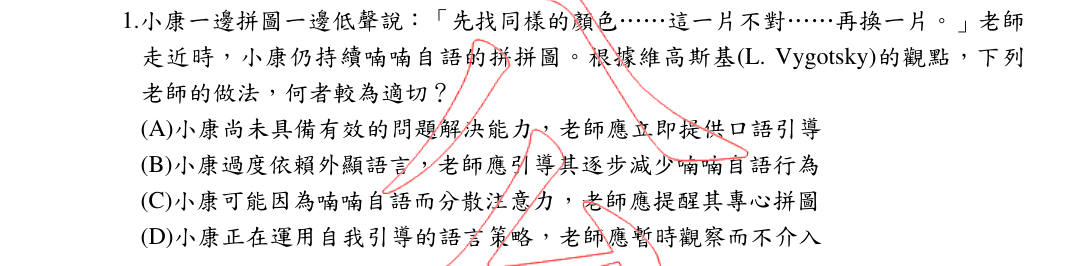 1.小康一邊拼圖一邊低聲說：「先找同樣的顏色……這一片不對……再換一片。」老師
走近時，小康仍持續喃喃自語的拼拼圖。根據維高斯基(L. Vygotsky)的觀點，下列
老師的做法，何者較為適切？
(A)小康尚未具備有效的問題解決能力，老師應立即提供口語引導
(B)小康過度依賴外顯語言，老師應引導其逐步減少喃喃自語行為
(C)小康可能因為喃喃自語而分散注意力，老師應提醒其專心拼圖
(D)小康正在運用自我引導的語言策略，老師應暫時觀察而不介入